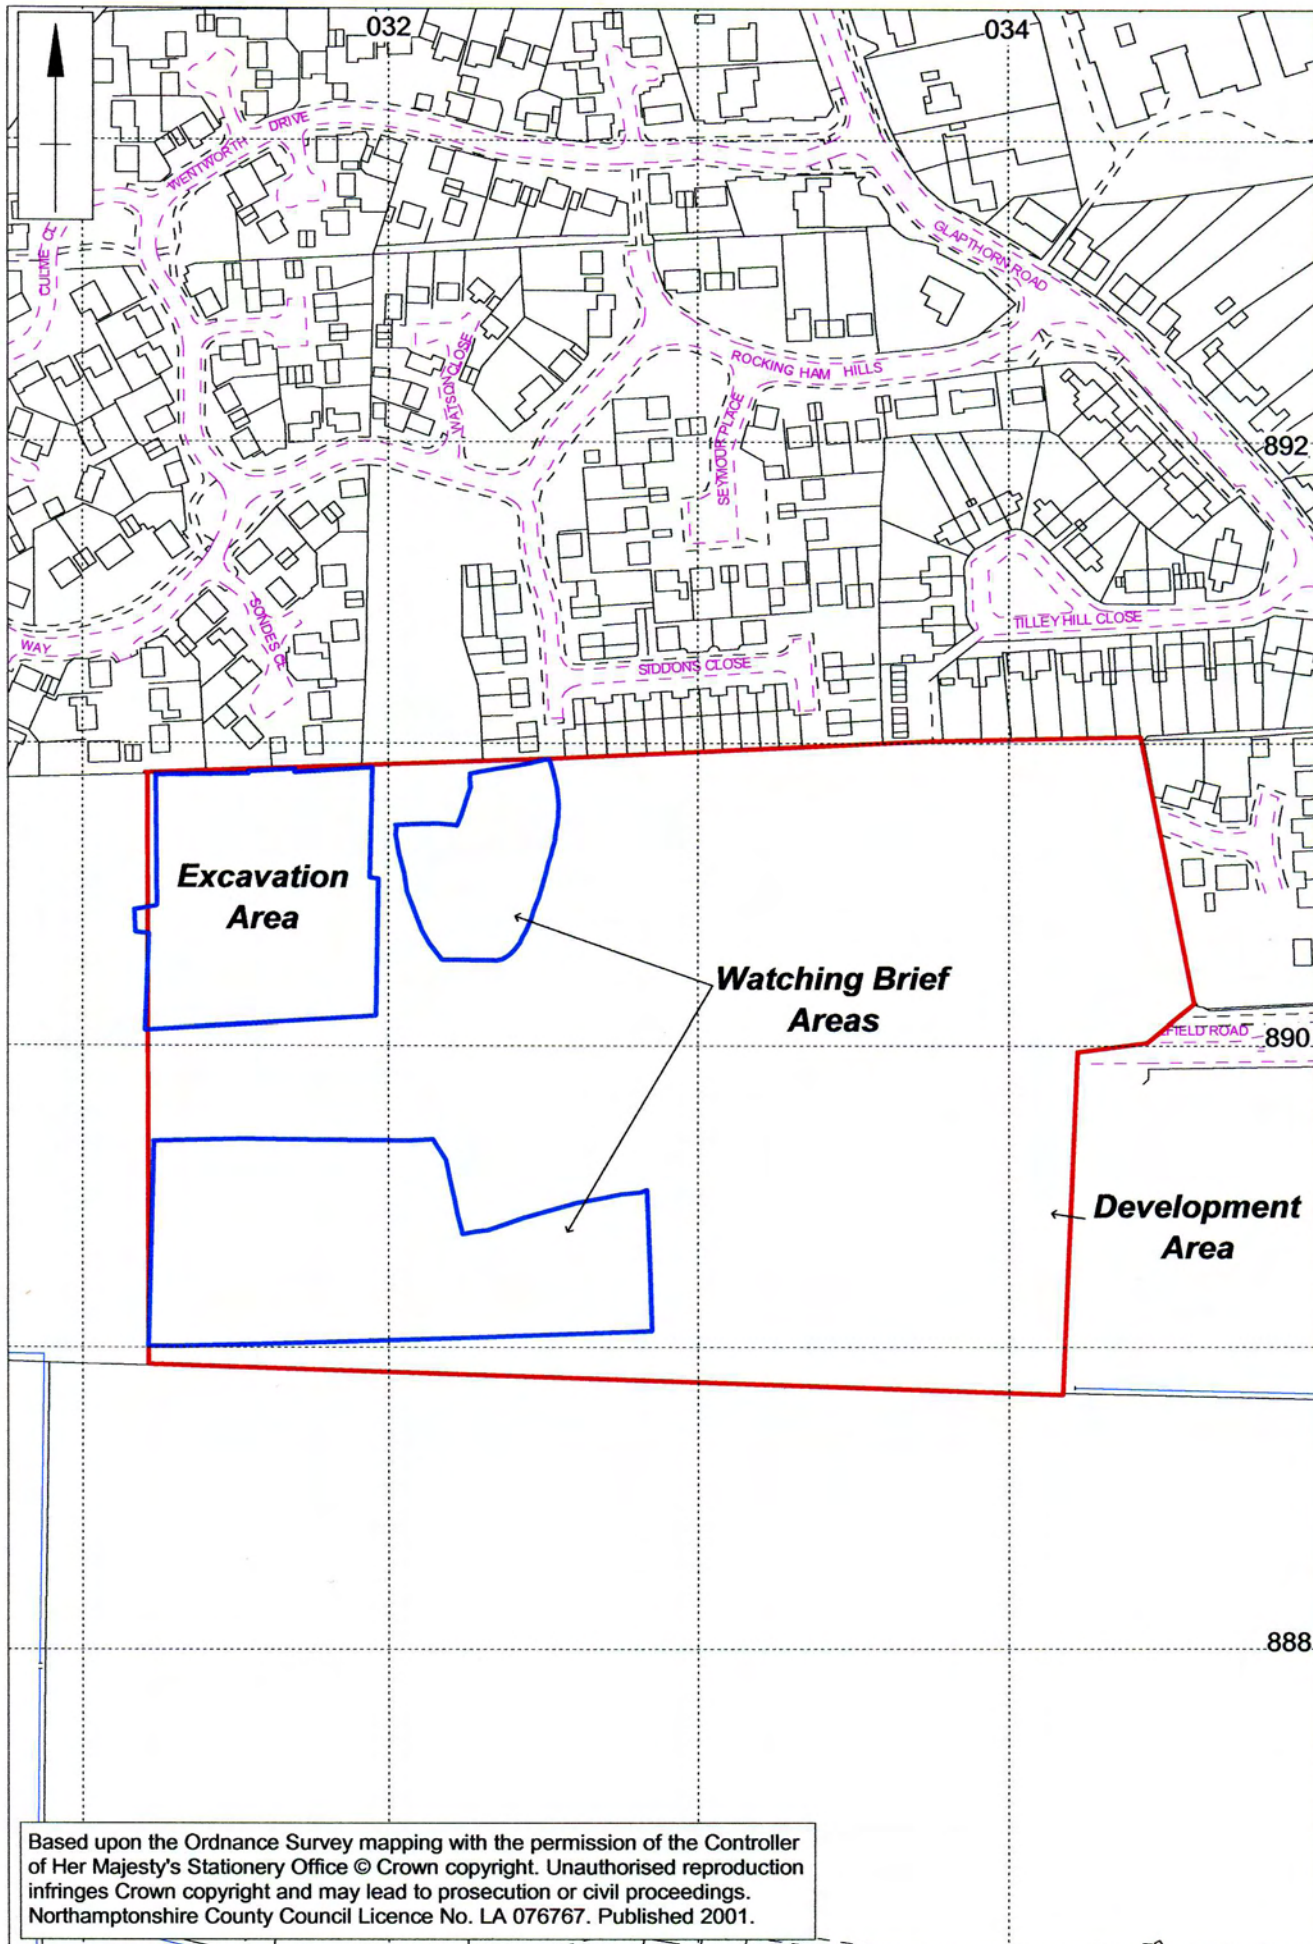 032
034
WENTWORTH DRIVE
CULME CL
GLAPTHORN ROAD
WATSON CLOSE
ROCKING HAM HILLS
SEYMOUR PLACE
892
SONDES CL
TILLEY HILL CLOSE
WAY
SIDDONS CLOSE
Excavation
Area
Watching Brief
Areas
FIELD ROAD
890
Development
Area
888
Based upon the Ordnance Survey mapping with the permission of the Controller
of Her Majesty's Stationery Office © Crown copyright. Unauthorised reproduction
infringes Crown copyright and may lead to prosecution or civil proceedings.
Northamptonshire County Council Licence No. LA 076767. Published 2001.